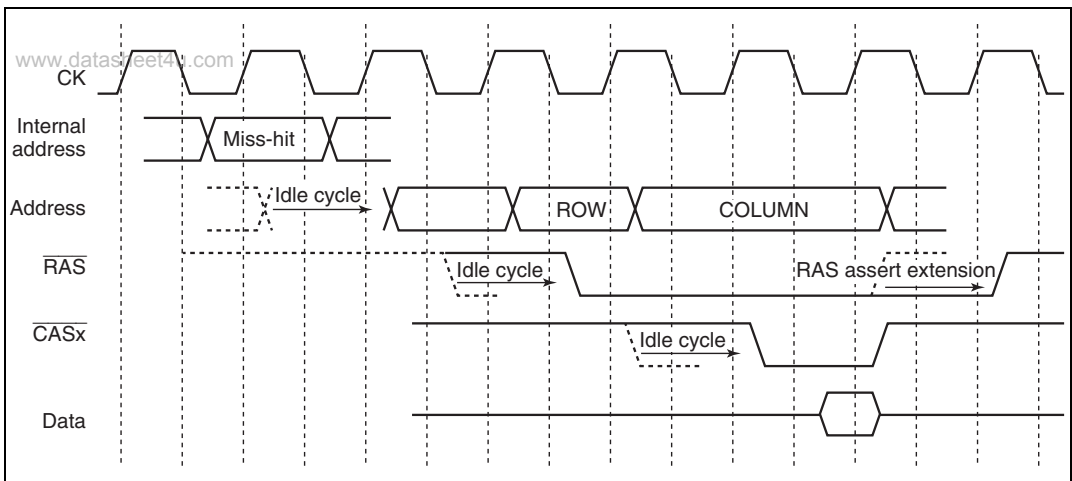 www.datasheet4u.com
CK
Internal
address
Miss-hit
Address
Idle cycle
ROW
COLUMN
RAS
Idle cycle
RAS assert extension
CASx
Idle cycle
Data